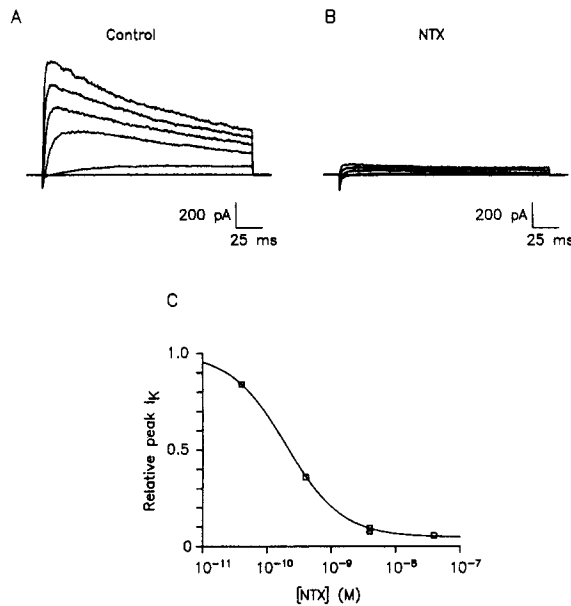 A
Control
200 pA
25 ms
B
NTX
200 pA
25 ms
C
Relative peak I_K
1.0
0.5
0
10⁻¹¹
10⁻¹⁰
10⁻⁹
10⁻⁸
10⁻⁷
[NTX] (M)